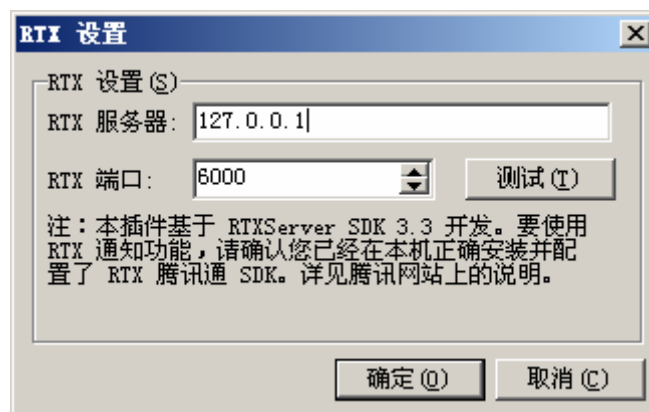 RTX 设置
RTX 设置(S)
RTX 服务器: 127.0.0.1
RTX 端口: 6000 测试(T)
注：本插件基于 RTXServer SDK 3.3 开发。要使用
RTX 通知功能，请确认您已经在本机正确安装并配
置了 RTX 腾讯通 SDK。详见腾讯网站上的说明。
确定(O) 取消(C)